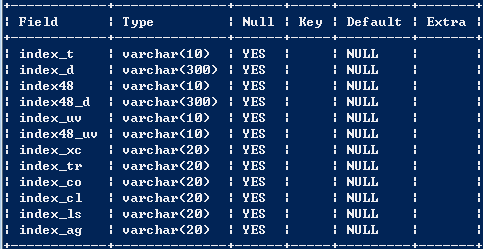 Field | Type | Null | Key | Default | Extra
index_t | varchar(10) | YES | | NULL |
index_d | varchar(300) | YES | | NULL |
index48 | varchar(10) | YES | | NULL |
index48_d | varchar(300) | YES | | NULL |
index_uv | varchar(10) | YES | | NULL |
index48_uv | varchar(10) | YES | | NULL |
index_xc | varchar(20) | YES | | NULL |
index_tr | varchar(20) | YES | | NULL |
index_co | varchar(20) | YES | | NULL |
index_cl | varchar(20) | YES | | NULL |
index_ls | varchar(20) | YES | | NULL |
index_ag | varchar(20) | YES | | NULL |